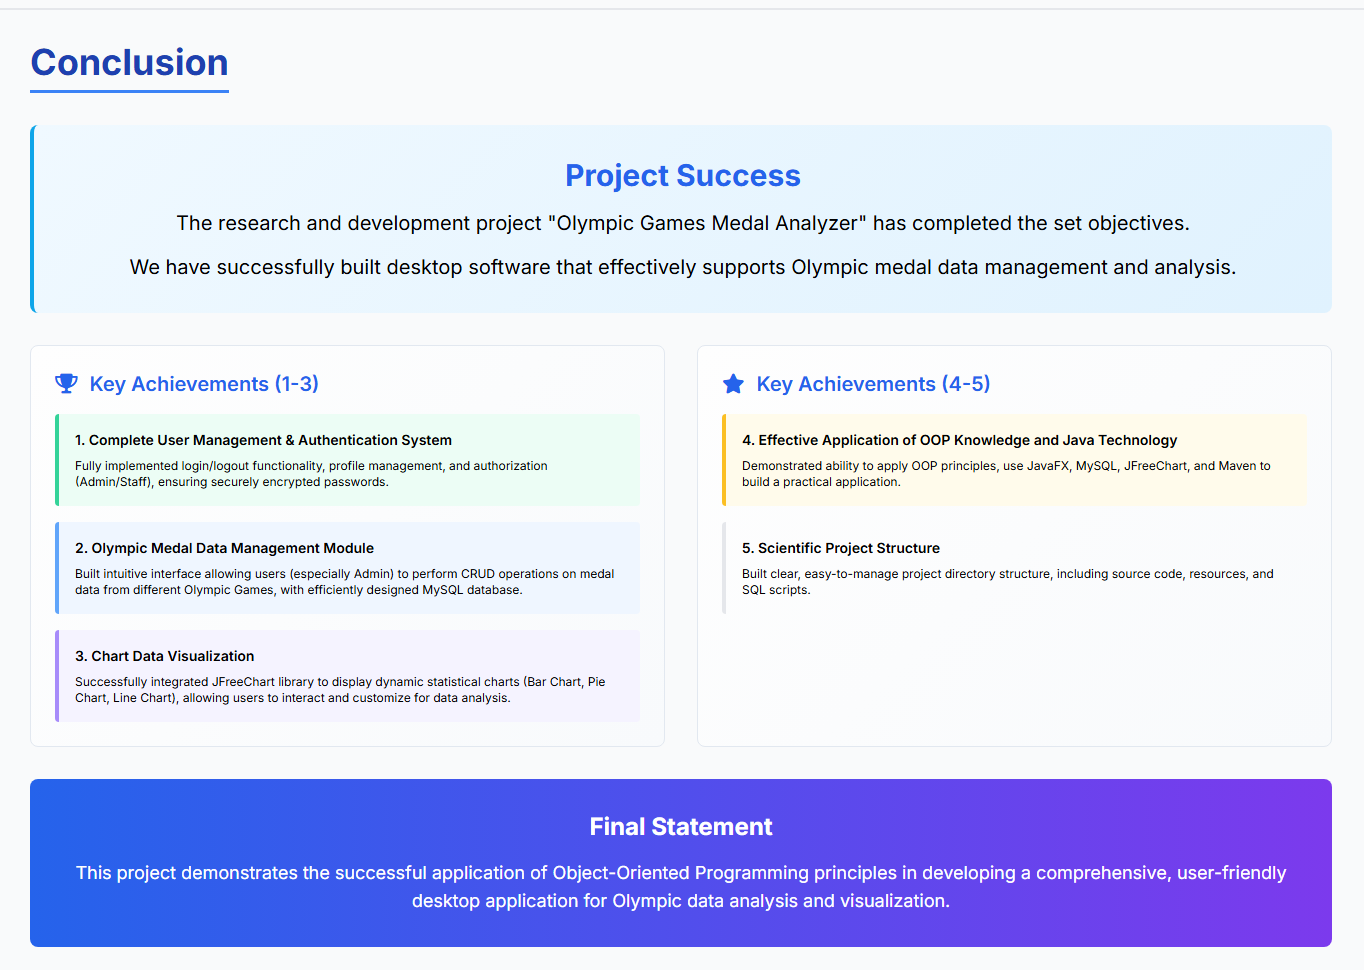 Conclusion
Project Success
The research and development project "Olympic Games Medal Analyzer" has completed the set objectives.
We have successfully built desktop software that effectively supports Olympic medal data management and analysis.
Key Achievements (1-3)
1. Complete User Management & Authentication System
Fully implemented login/logout functionality, profile management, and authorization
(Admin/Staff), ensuring securely encrypted passwords.
2. Olympic Medal Data Management Module
Built intuitive interface allowing users (especially Admin) to perform CRUD operations on medal
data from different Olympic Games, with efficiently designed MySQL database.
3. Chart Data Visualization
Successfully integrated JFreeChart library to display dynamic statistical charts (Bar Chart, Pie
Chart, Line Chart), allowing users to interact and customize for data analysis.
Key Achievements (4-5)
4. Effective Application of OOP Knowledge and Java Technology
Demonstrated ability to apply OOP principles, use JavaFX, MySQL, JFreeChart, and Maven to
build a practical application.
5. Scientific Project Structure
Built clear, easy-to-manage project directory structure, including source code, resources, and
SQL scripts.
Final Statement
This project demonstrates the successful application of Object-Oriented Programming principles in developing a comprehensive, user-friendly
desktop application for Olympic data analysis and visualization.